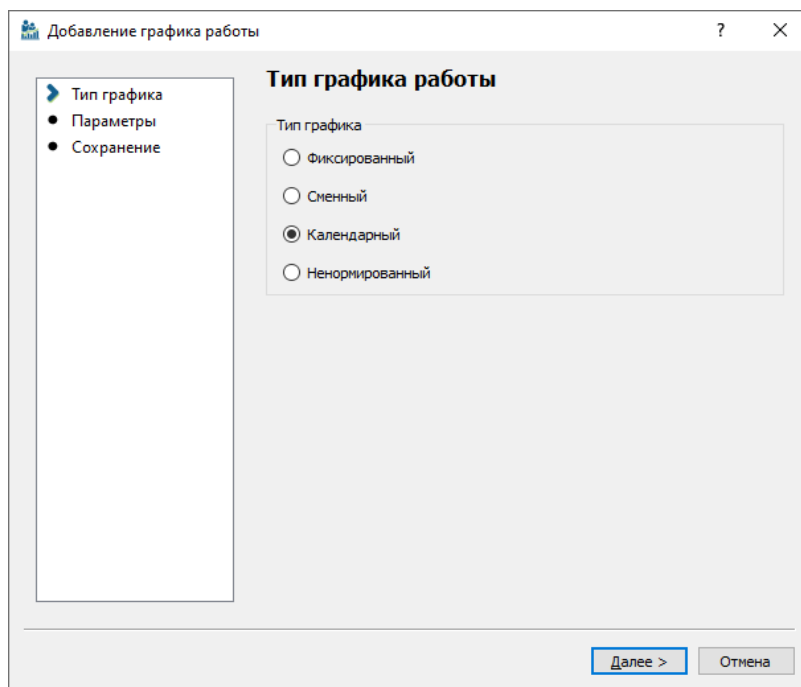 Добавление графика работы
?
Тип графика
Параметры
Сохранение
Тип графика работы
Тип графика
Фиксированный
Сменный
Календарный
Ненормированный
Далее >
Отмена